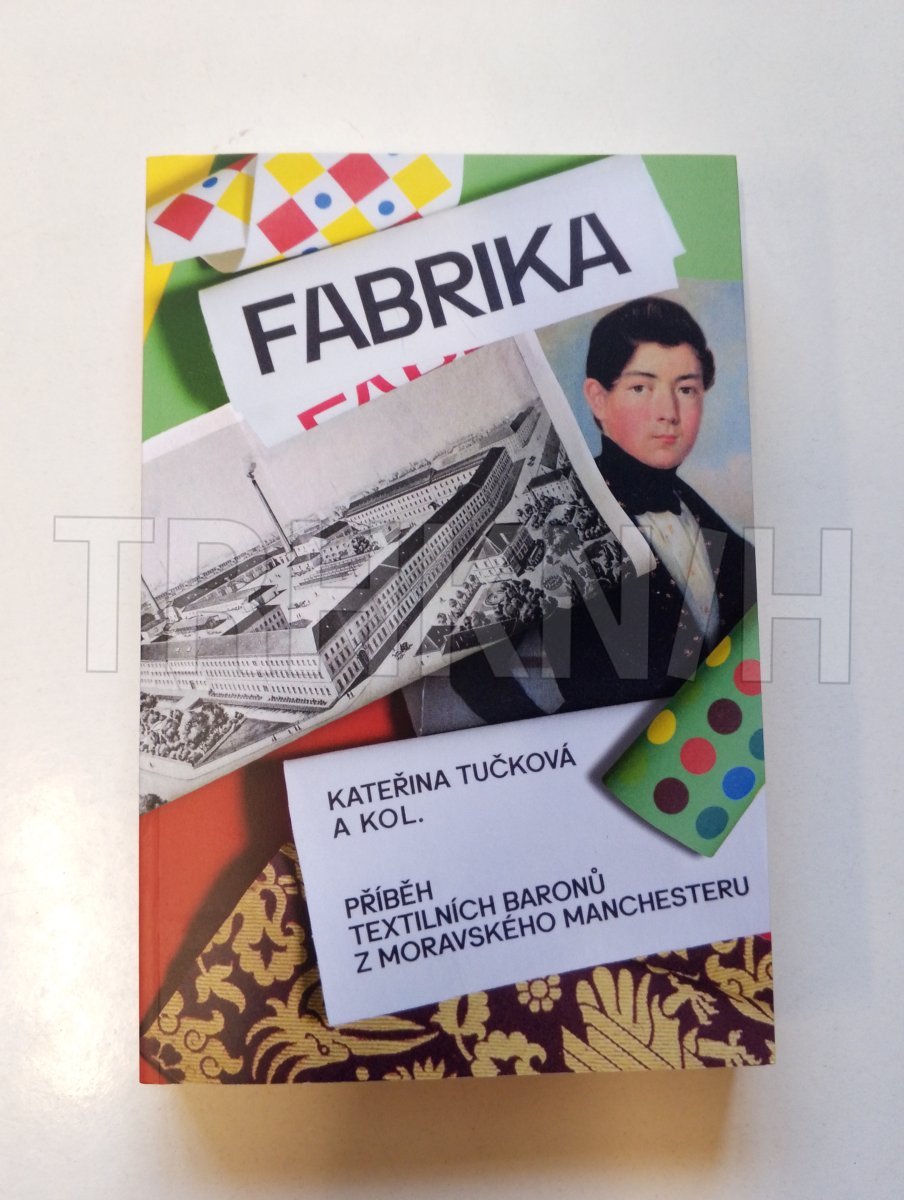 FABRIKA
KATEŘINA TUČKOVÁ
A KOL.
PŘÍBĚH
TEXTILNÍCH BARONŮ
Z MORAVSKÉHO MANCHESTERU